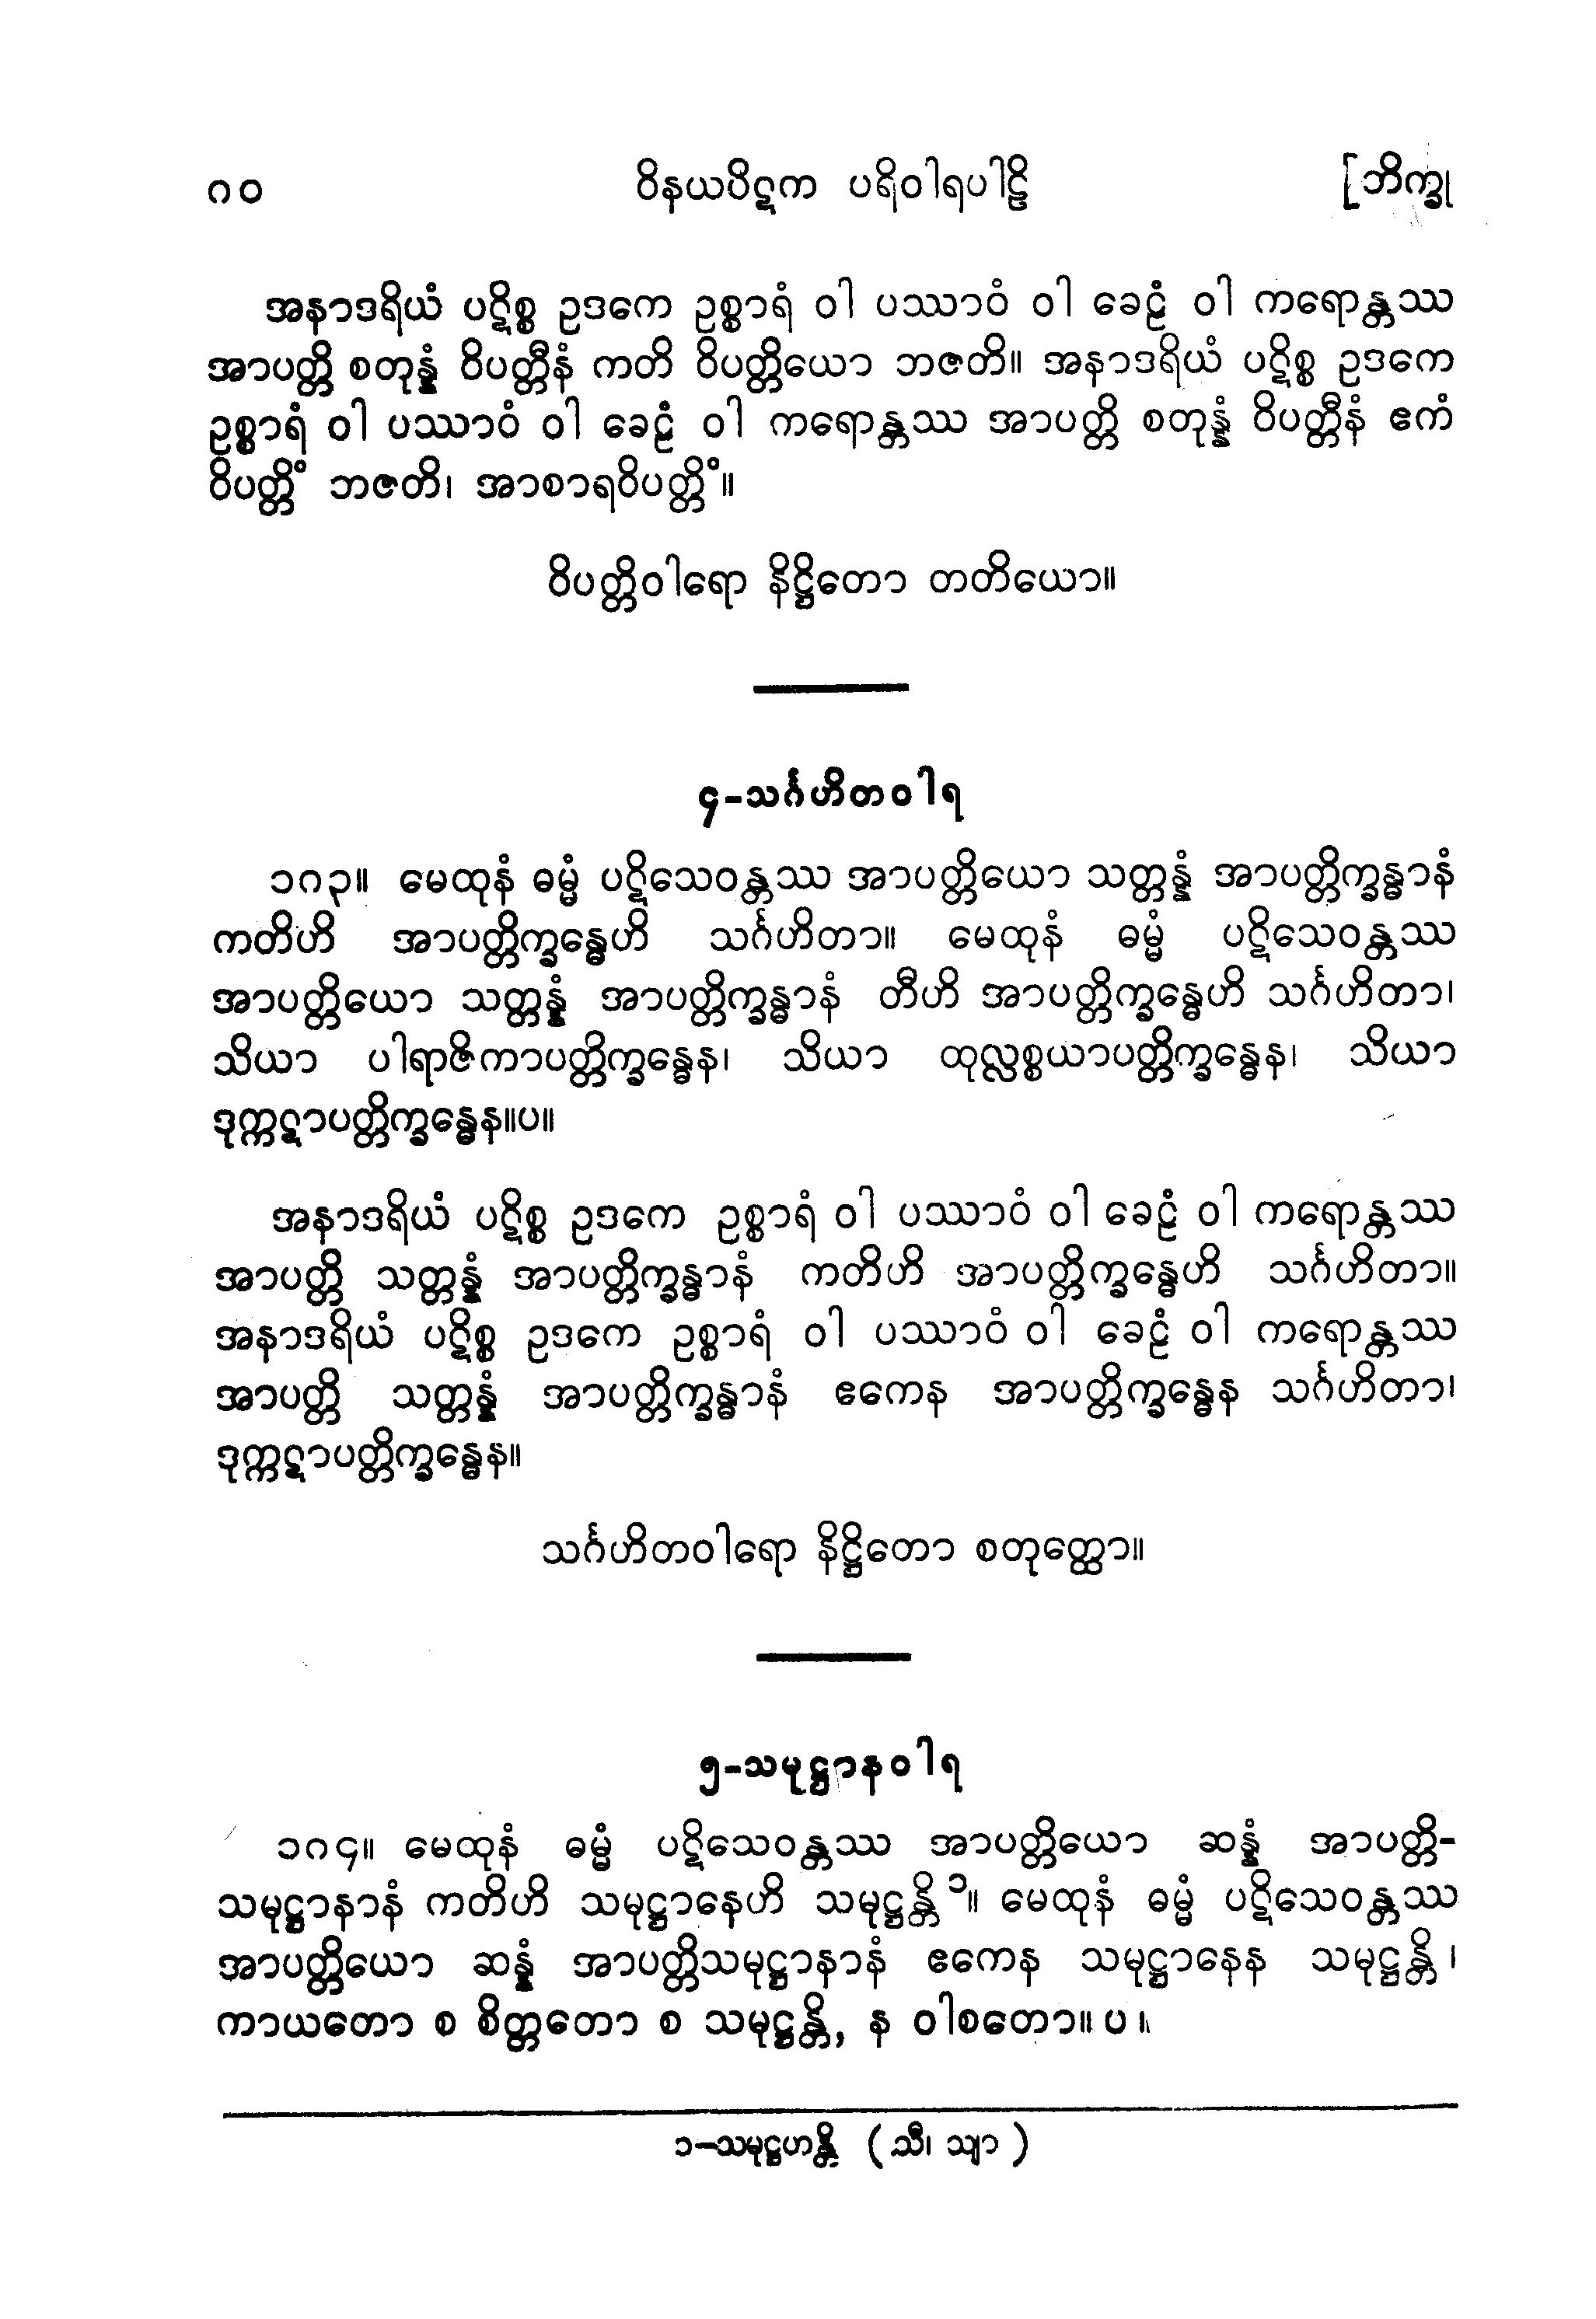 ၈၀ ဝိနယပိဋက ပရိဝါရပါဠိ [ဘိက္ခု
အနာဒရိယံ ပဋိစ္စ ဥဒကေ ဥစ္စာရံ ဝါ ပဿာဝံ ဝါ ခေဠံ ဝါ ကရောန္တဿ
အာပတ္တိ စတုန္နံ ဝိပတ္တီနံ ကတိ ဝိပတ္တိယော ဘဇတိ။ အနာဒရိယံ ပဋိစ္စ ဥဒကေ
ဥစ္စာရံ ဝါ ပဿာဝံ ဝါ ခေဠံ ဝါ ကရောန္တဿ အာပတ္တိ စတုန္နံ ဝိပတ္တီနံ ဧကံ
ဝိပတ္တိံ ဘဇတိ၊ အာစာရဝိပတ္တိံ။
ဝိပတ္တိဝါရော နိဋ္ဌိတော တတိယော။
၄-သင်္ဂဟိတဝါရ
၁၈၃။ မေထုနံ ဓမ္မံ ပဋိသေဝန္တဿ အာပတ္တိယော သတ္တန္နံ အာပတ္တိက္ခန္ဓာနံ
ကတိဟိ အာပတ္တိက္ခန္ဓေဟိ သင်္ဂဟိတာ။ မေထုနံ ဓမ္မံ ပဋိသေဝန္တဿ
အာပတ္တိယော သတ္တန္နံ အာပတ္တိက္ခန္ဓာနံ တီဟိ အာပတ္တိက္ခန္ဓေဟိ သင်္ဂဟိတာ၊
သိယာ ပါရာဇိကာပတ္တိက္ခန္ဓေန၊ သိယာ ထုလ္လစ္စယာပတ္တိက္ခန္ဓေန၊ သိယာ
ဒုက္ကဋာပတ္တိက္ခန္ဓေန။ပ။
အနာဒရိယံ ပဋိစ္စ ဥဒကေ ဥစ္စာရံ ဝါ ပဿာဝံ ဝါ ခေဠံ ဝါ ကရောန္တဿ
အာပတ္တိ သတ္တန္နံ အာပတ္တိက္ခန္ဓာနံ ကတိဟိ အာပတ္တိက္ခန္ဓေဟိ သင်္ဂဟိတာ။
အနာဒရိယံ ပဋိစ္စ ဥဒကေ ဥစ္စာရံ ဝါ ပဿာဝံ ဝါ ခေဠံ ဝါ ကရောန္တဿ
အာပတ္တိ သတ္တန္နံ အာပတ္တိက္ခန္ဓာနံ ဧကေန အာပတ္တိက္ခန္ဓေန သင်္ဂဟိတာ၊
ဒုက္ကဋာပတ္တိက္ခန္ဓေန။
သင်္ဂဟိတဝါရော နိဋ္ဌိတော စတုတ္ထော။
၅-သမုဋ္ဌာနဝါရ
၁၈၄။ မေထုနံ ဓမ္မံ ပဋိသေဝန္တဿ အာပတ္တိယော ဆန္နံ အာပတ္တိ-
သမုဋ္ဌာနာနံ ကတိဟိ သမုဋ္ဌာနေဟိ သမုဋ္ဌန္တိ ၁။ မေထုနံ ဓမ္မံ ပဋိသေဝန္တဿ
အာပတ္တိယော ဆန္နံ အာပတ္တိသမုဋ္ဌာနာနံ ဧကေန သမုဋ္ဌာနေန သမုဋ္ဌန္တိ၊
ကာယတော စ စိတ္တတော စ သမုဋ္ဌန္တိ, န ဝါစတော။ပ။
၁–သမုဋ္ဌဟန္တိ (သီ၊ သျာ)